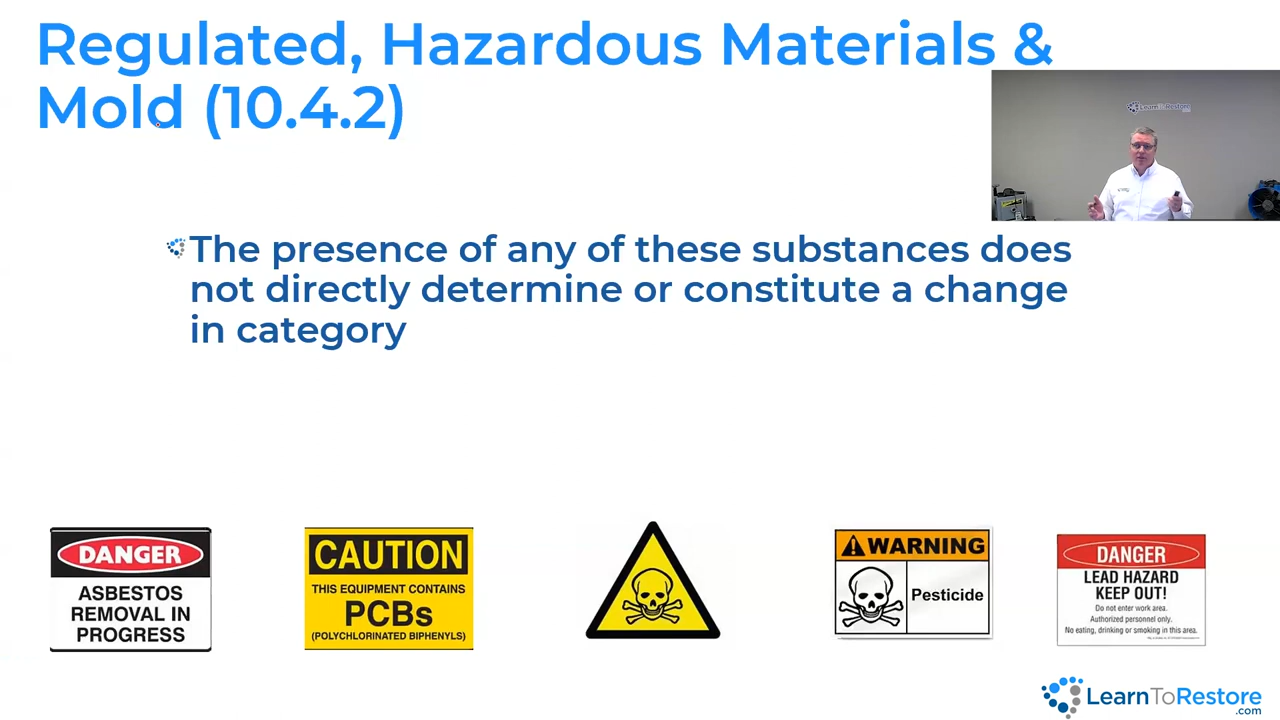 Regulated, Hazardous Materials &
Mold (10.4.2)
LearnToRestore
The presence of any of these substances does
not directly determine or constitute a change
in category
DANGER
ASBESTOS
REMOVAL IN
PROGRESS
CAUTION
THIS EQUIPMENT CONTAINS
PCBs
(POLYCHLORINATED BIPHENYLS)
WARNING
Pesticide
DANGER
LEAD HAZARD
KEEP OUT!
Do not enter work area.
Authorized personnel only.
No eating, drinking or smoking in this area.
LearnToRestore
.com